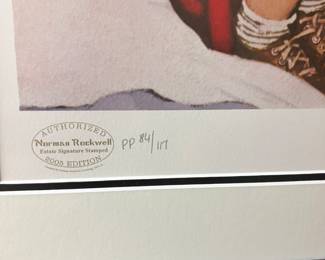 AUTHORIZED
Norman Rockwell
Estate Signature Stamped
2005 EDITION
PP 84/117